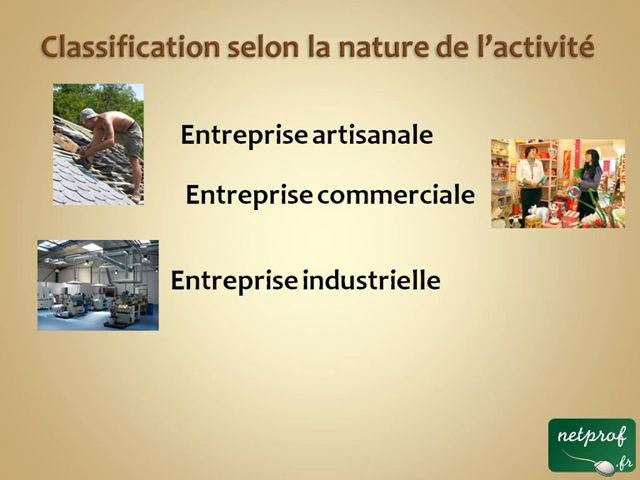 Classification selon la nature de l’activité
Entreprise artisanale
Entreprise commerciale
Entreprise industrielle
netprof
.fr